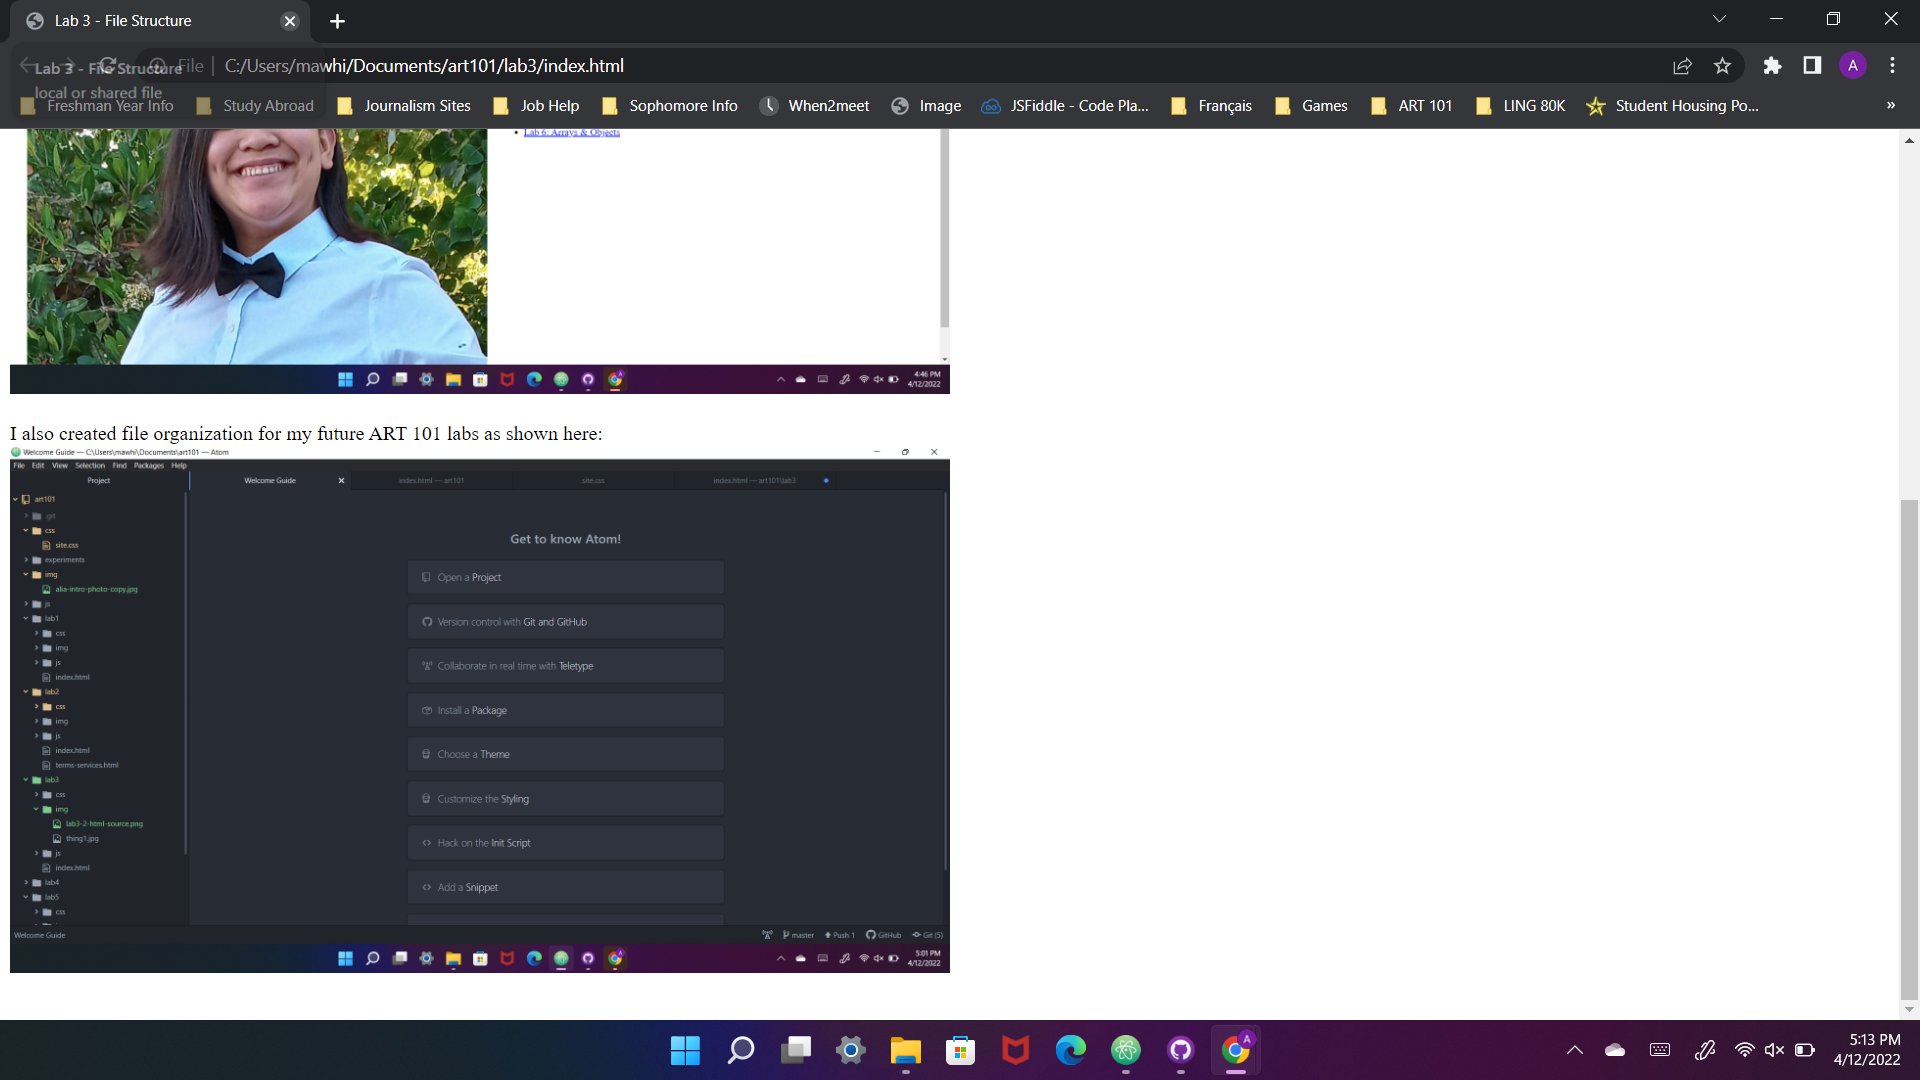 Lab 3 - File Structure
File | C:/Users/mawhi/Documents/art101/lab3/index.html
A
Lab 3 - File Structure
local or shared file
Freshman Year Info Study Abroad Journalism Sites Job Help Sophomore Info When2meet Image JSFiddle - Code Pla... Français Games ART 101 LING 80K Student Housing Po... »
Lab 6: Arrays & Objects
4:46 PM
4/12/2022
I also created file organization for my future ART 101 labs as shown here:
Welcome Guide — C:\Users\mawhi\Documents\art101 — Atom
File Edit View Selection Find Packages Help
Project Welcome Guide index.html — art101 site.css index.html — art101\lab3
art101
.git
css
site.css
experiments
img
alia-intro-photo-copy.jpg
js
lab1
css
img
js
index.html
lab2
css
img
js
index.html
terms-services.html
lab3
css
img
lab3-2-html-source.png
thing1.jpg
js
index.html
lab4
lab5
css
Get to know Atom!
Open a Project
Version control with Git and GitHub
Collaborate in real time with Teletype
Install a Package
Choose a Theme
Customize the Styling
Hack on the Init Script
Add a Snippet
Welcome Guide master Push 1 GitHub Git (5)
5:01 PM
4/12/2022
A
5:13 PM
4/12/2022